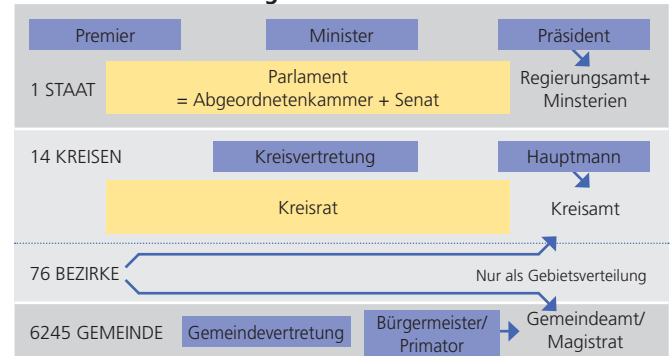 Premier
Minister
Präsident
1 STAAT
Parlament
= Abgeordnetenkammer + Senat
Regierungsamt+
Minsterien
14 KREISEN
Kreisvertretung
Hauptmann
Kreisrat
Kreisamt
76 BEZIRKE
Nur als Gebietsverteilung
6245 GEMEINDE
Gemeindevertretung
Bürgermeister/
Primator
Gemeindeamt/
Magistrat